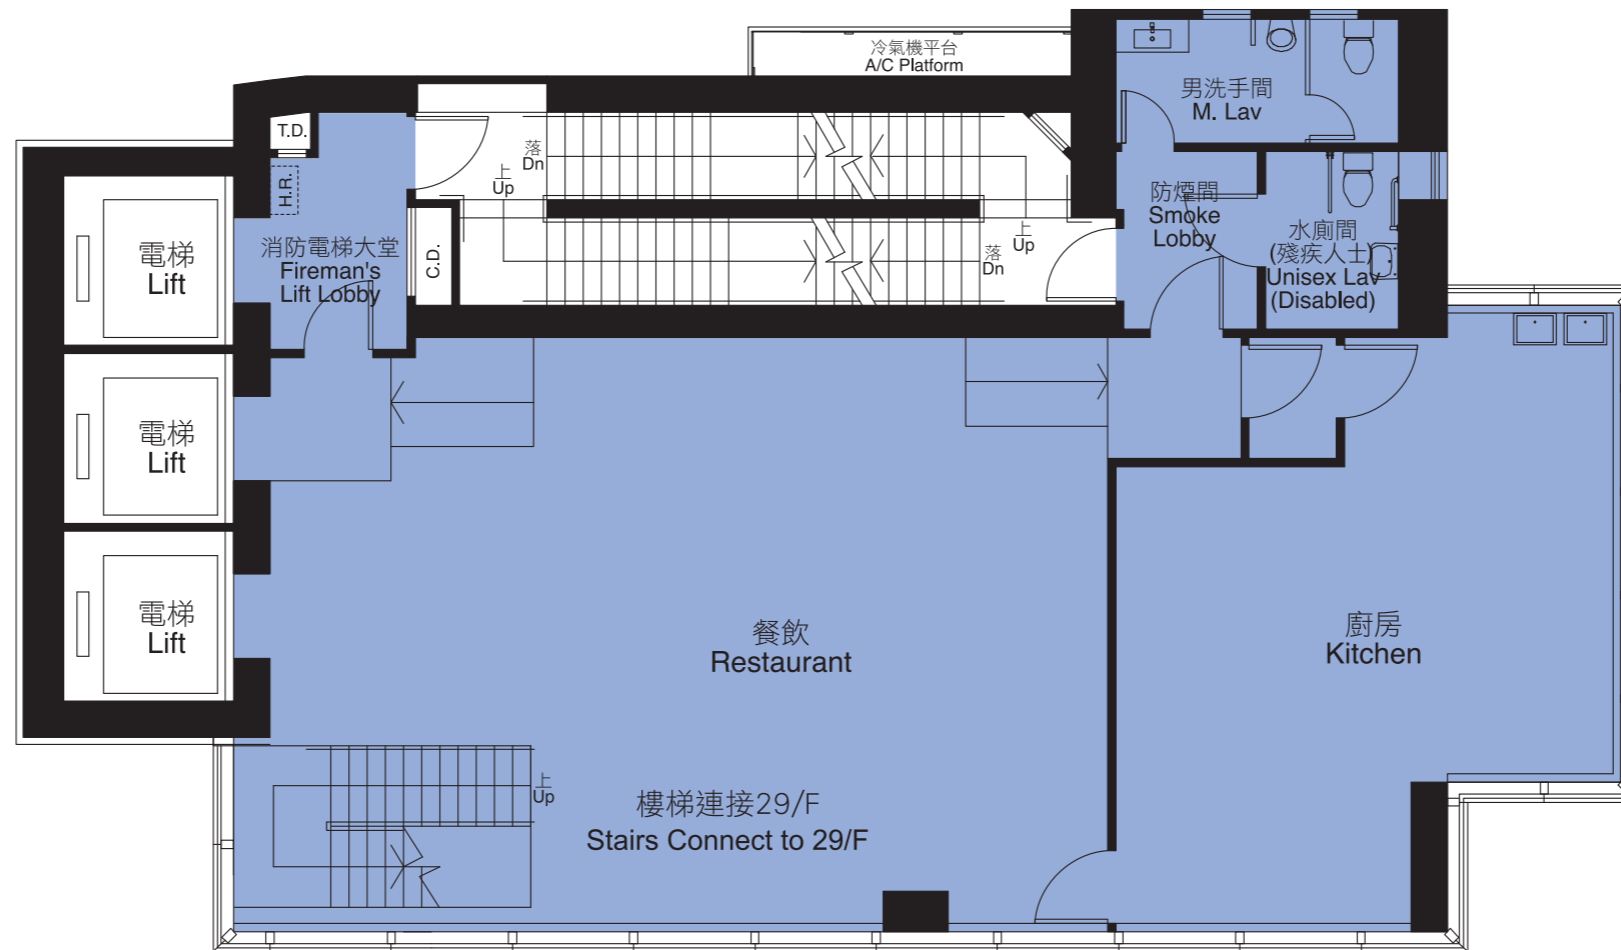 冷氣機平台
A/C Platform
男洗手間
M. Lav
T.D.
H.R.
落
Dn
上
Up
防煙間
Smoke
Lobby
水廁間
(殘疾人士)
Unisex Lav
(Disabled)
上
Up
落
Dn
C.D.
消防電梯大堂
Fireman's
Lift Lobby
電梯
Lift
電梯
Lift
電梯
Lift
餐飲
Restaurant
廚房
Kitchen
上
Up
樓梯連接29/F
Stairs Connect to 29/F